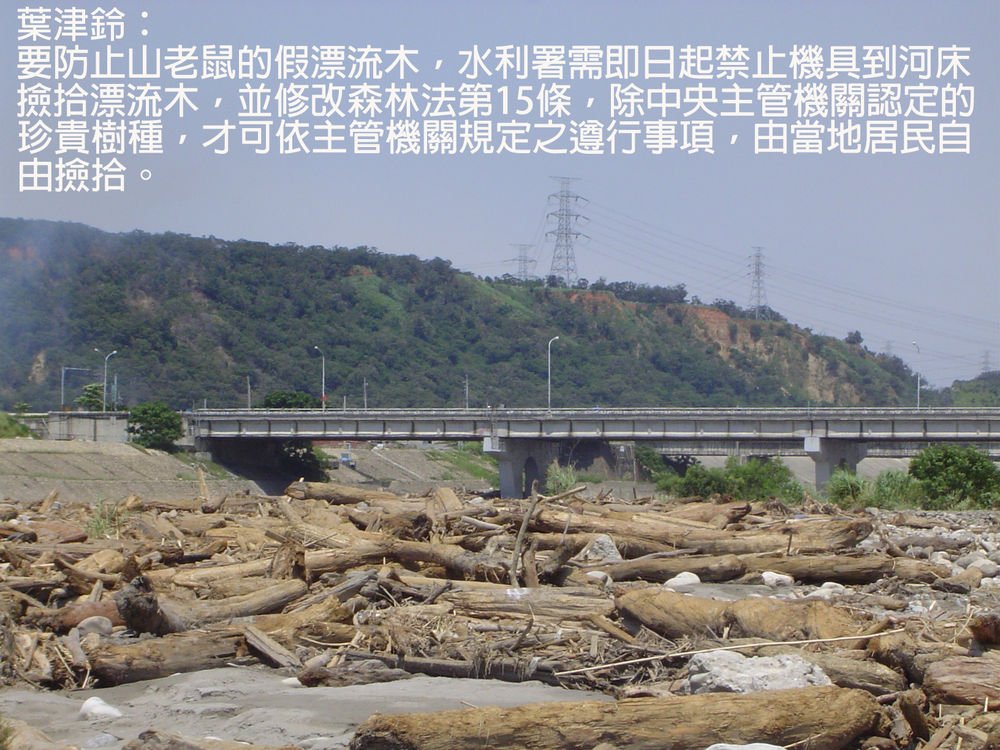 葉津鈴：
要防止山老鼠的假漂流木，水利署需即日起禁止機具到河床
撿拾漂流木，並修改森林法第15條，除中央主管機關認定的
珍貴樹種，才可依主管機關規定之遵行事項，由當地居民自
由撿拾。